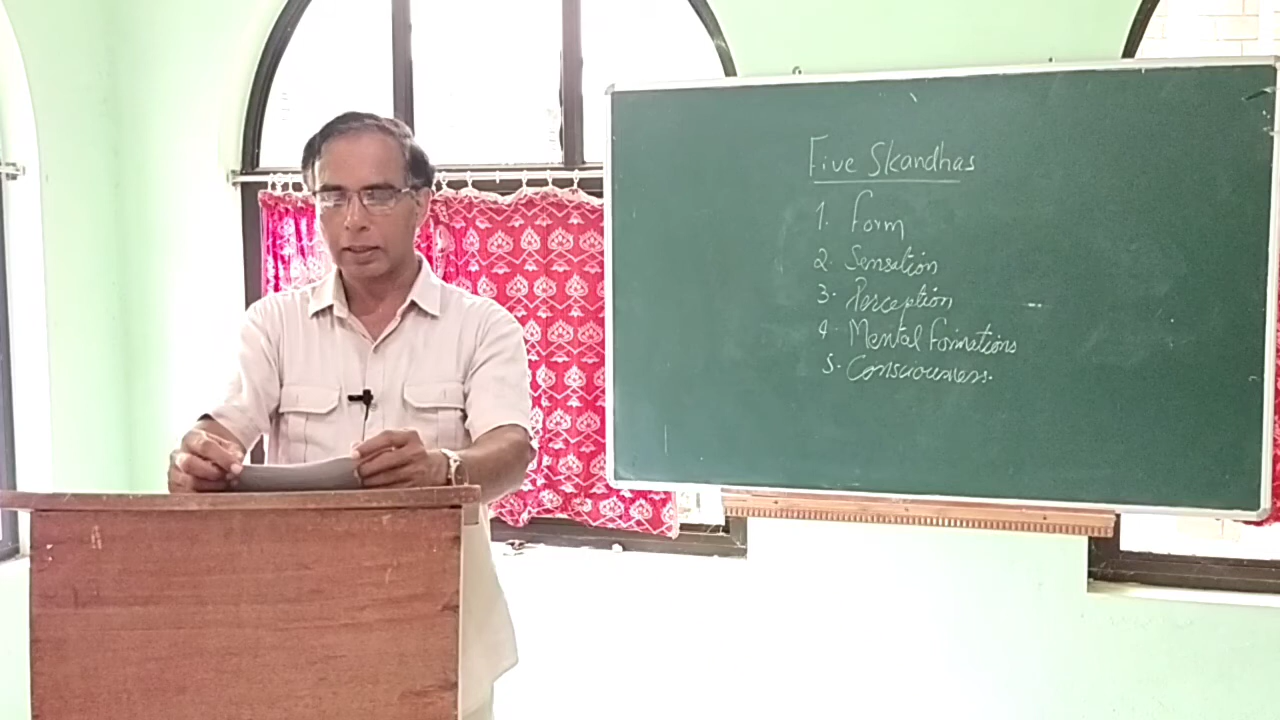 Five Skandhas
1. Form
2. Sensation
3. Perception
4. Mental Formations
5. Consciousness.